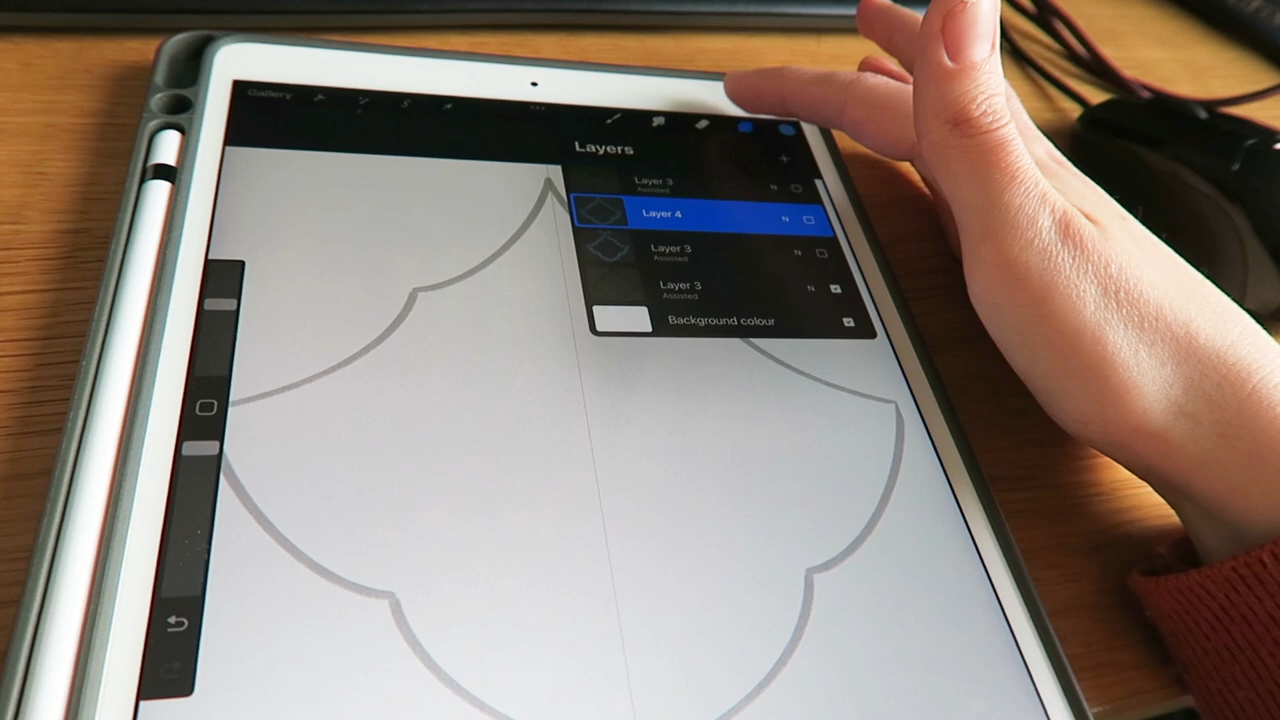 Gallery
Layers
Layer 3
Assisted
N
Layer 4
N
Layer 3
Assisted
N
Layer 3
Assisted
N
Background colour